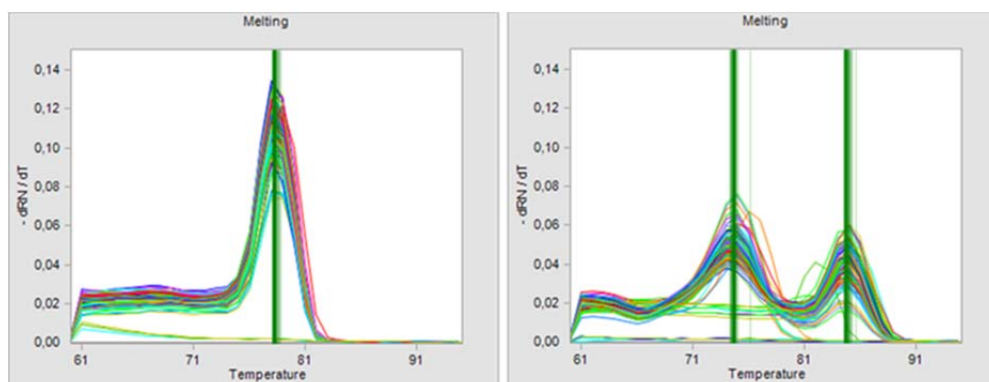 Melting
0,14
0,12
0,10
0,08
0,06
0,04
0,02
0,00
- dRN / dT
61 71 81 91
Temperature
Melting
0,14
0,12
0,10
0,08
0,06
0,04
0,02
0,00
- dRN / dT
61 71 81 91
Temperature